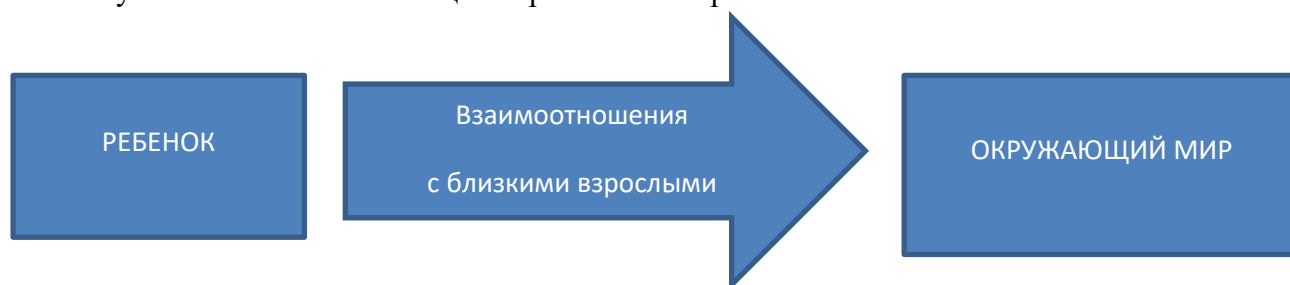 РЕБЕНОК
Взаимоотношения
с близкими взрослыми
ОКРУЖАЮЩИЙ МИР